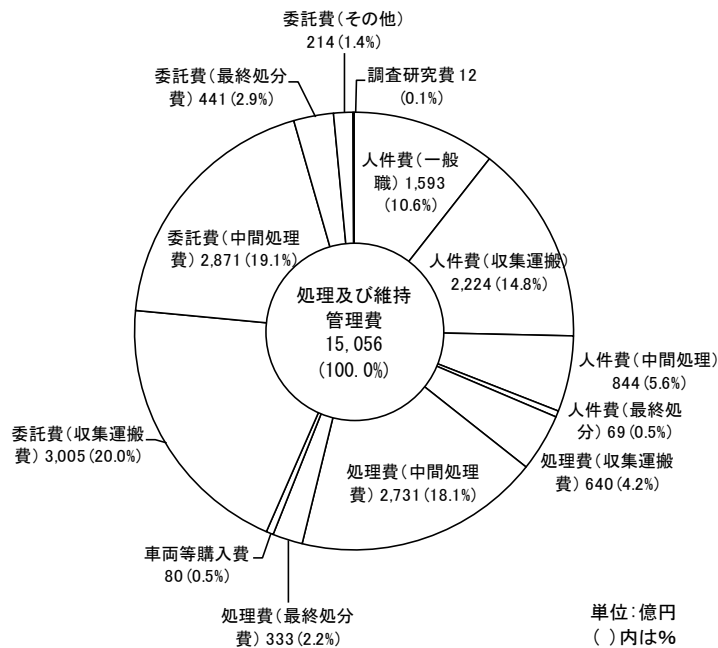 委託費(その他)
214(1.4%)
調査研究費 12
(0.1%)
委託費(最終処分
費) 441(2.9%)
人件費(一般
職) 1,593
(10.6%)
委託費(中間処理
費) 2,871(19.1%)
人件費(収集運搬)
2,224(14.8%)
処理及び維持
管理費
15,056
(100.0%)
人件費(中間処理)
844(5.6%)
人件費(最終処
分) 69(0.5%)
委託費(収集運搬
費) 3,005(20.0%)
処理費(収集運搬
費) 640(4.2%)
処理費(中間処理
費) 2,731(18.1%)
車両等購入費
80(0.5%)
処理費(最終処分
費) 333(2.2%)
単位:億円
( )内は%